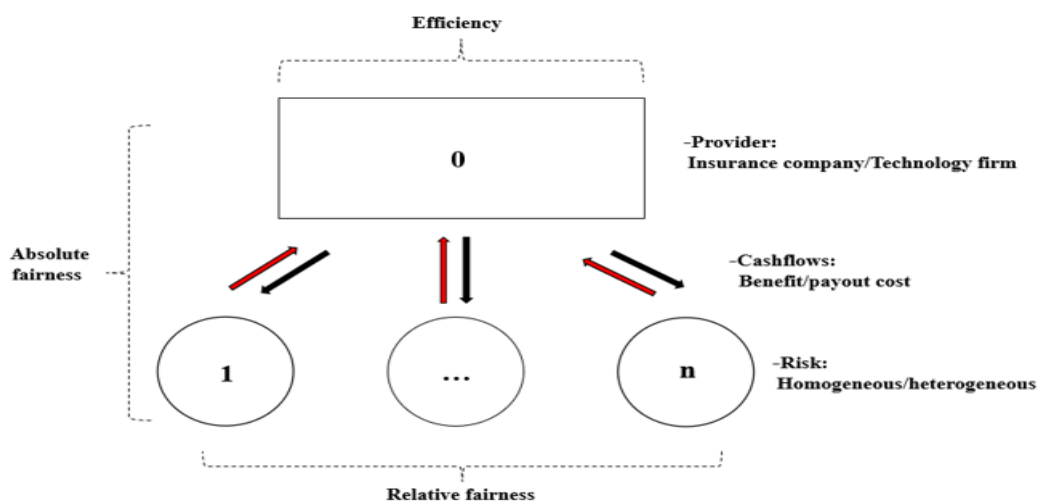 Efficiency
0
-Provider:
Insurance company/Technology firm
Absolute
fairness
-Cashflows:
Benefit/payout cost
1
...
n
-Risk:
Homogeneous/heterogeneous
Relative fairness